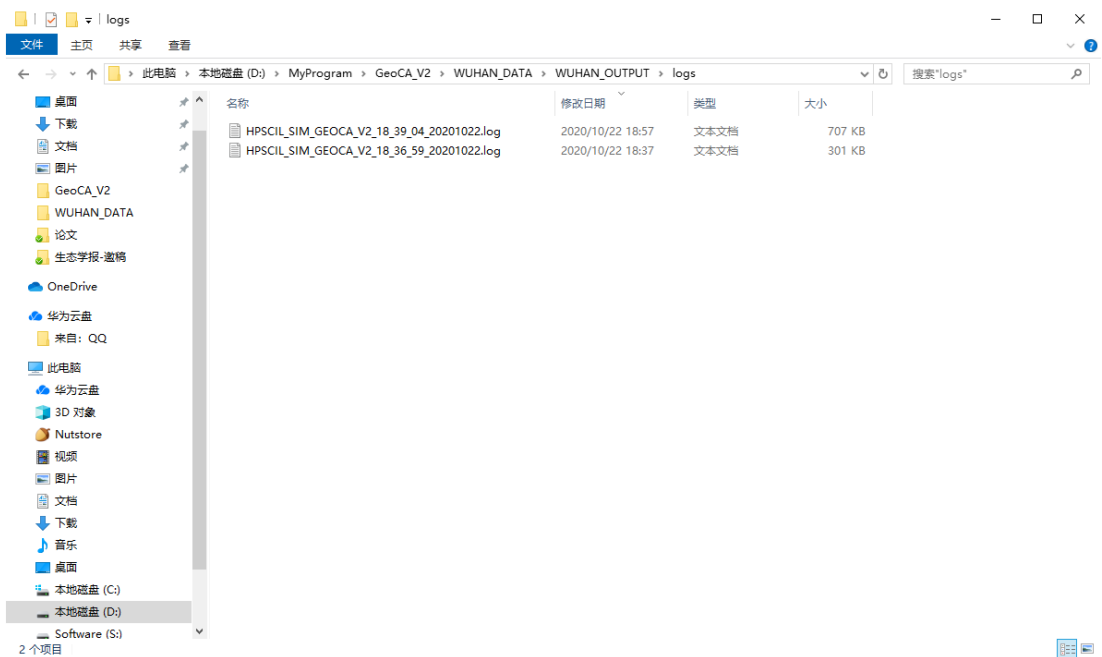 logs
文件 主页 共享 查看
此电脑 › 本地磁盘 (D:) › MyProgram › GeoCA_V2 › WUHAN_DATA › WUHAN_OUTPUT › logs
搜索"logs"
桌面
下载
文档
图片
GeoCA_V2
WUHAN_DATA
论文
生态学报-邀稿
OneDrive
华为云盘
来自：QQ
此电脑
华为云盘
3D 对象
Nutstore
视频
图片
文档
下载
音乐
桌面
本地磁盘 (C:)
本地磁盘 (D:)
Software (S:)
名称 修改日期 类型 大小
HPSCIL_SIM_GEOCA_V2_18_39_04_20201022.log 2020/10/22 18:57 文本文档 707 KB
HPSCIL_SIM_GEOCA_V2_18_36_59_20201022.log 2020/10/22 18:37 文本文档 301 KB
2 个项目